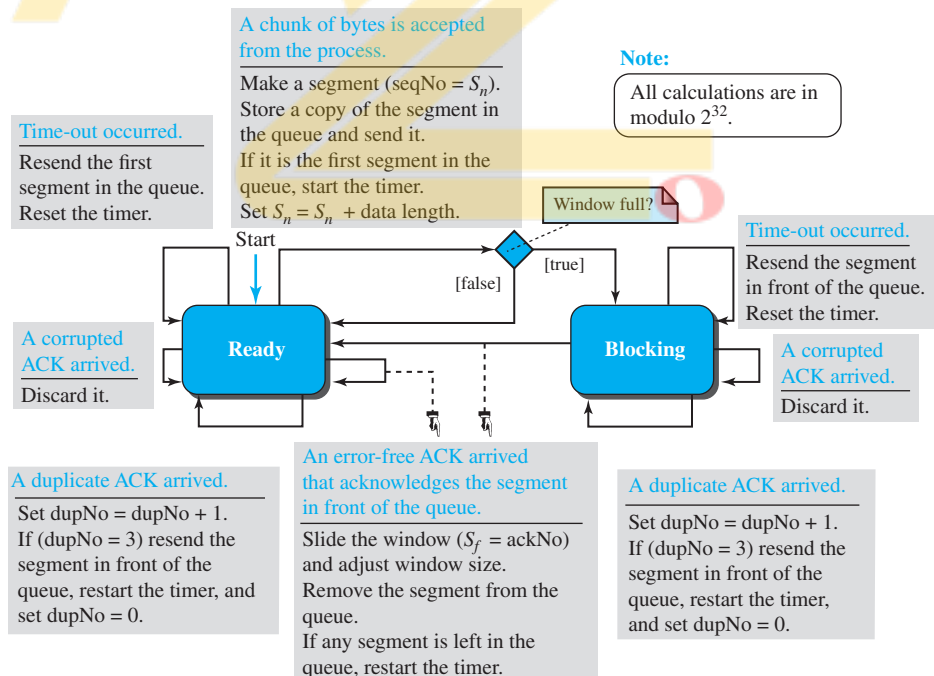 A chunk of bytes is accepted
from the process.
Make a segment (seqNo = Sn).
Store a copy of the segment in
the queue and send it.
If it is the first segment in the
queue, start the timer.
Set Sn = Sn + data length.
Note:
All calculations are in
modulo 2^32.
Time-out occurred.
Resend the first
segment in the queue.
Reset the timer.
Window full?
Start
[false]
[true]
Time-out occurred.
Resend the segment
in front of the queue.
Reset the timer.
Ready
Blocking
A corrupted
ACK arrived.
Discard it.
A corrupted
ACK arrived.
Discard it.
A duplicate ACK arrived.
Set dupNo = dupNo + 1.
If (dupNo = 3) resend the
segment in front of the
queue, restart the timer, and
set dupNo = 0.
An error-free ACK arrived
that acknowledges the segment
in front of the queue.
Slide the window (Sf = ackNo)
and adjust window size.
Remove the segment from the
queue.
If any segment is left in the
queue, restart the timer.
A duplicate ACK arrived.
Set dupNo = dupNo + 1.
If (dupNo = 3) resend the
segment in front of the
queue, restart the timer,
and set dupNo = 0.